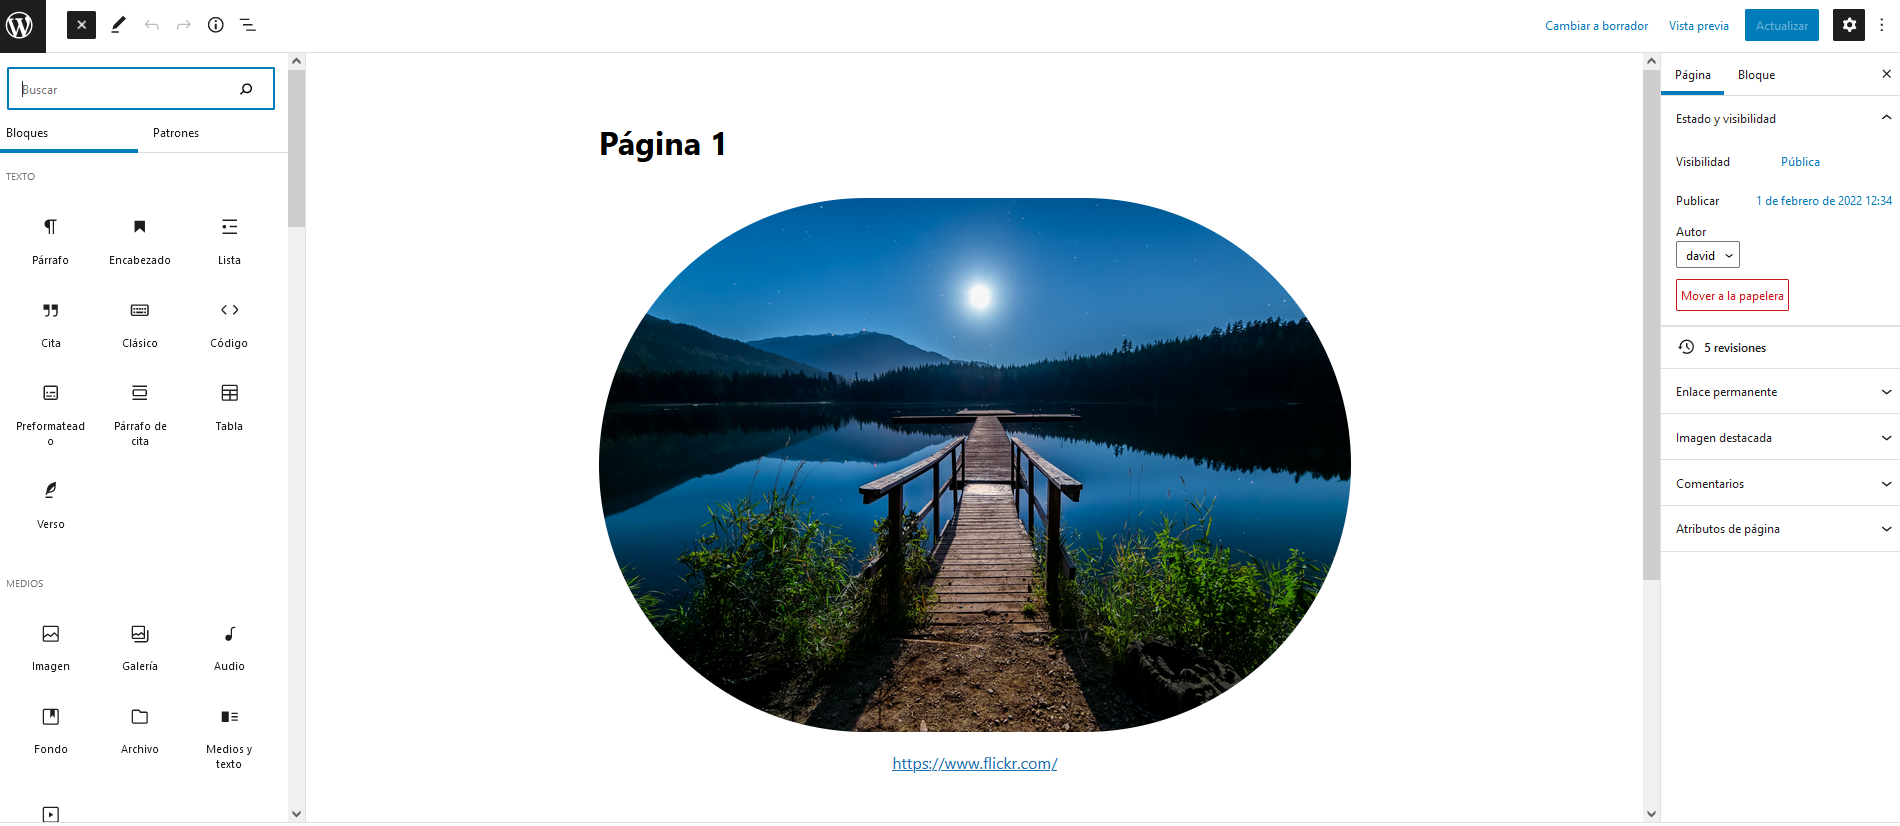 Cambiar a borrador
Vista previa
Actualizar
Buscar
Bloques
Patrones
TEXTO
Párrafo
Encabezado
Lista
Cita
Clásico
Código
Preformatead
o
Párrafo de
cita
Tabla
Verso
MEDIOS
Imagen
Galería
Audio
Fondo
Archivo
Medios y
texto
Página 1
https://www.flickr.com/
Página
Bloque
Estado y visibilidad
Visibilidad
Pública
Publicar
1 de febrero de 2022 12:34
Autor
david
Mover a la papelera
5 revisiones
Enlace permanente
Imagen destacada
Comentarios
Atributos de página